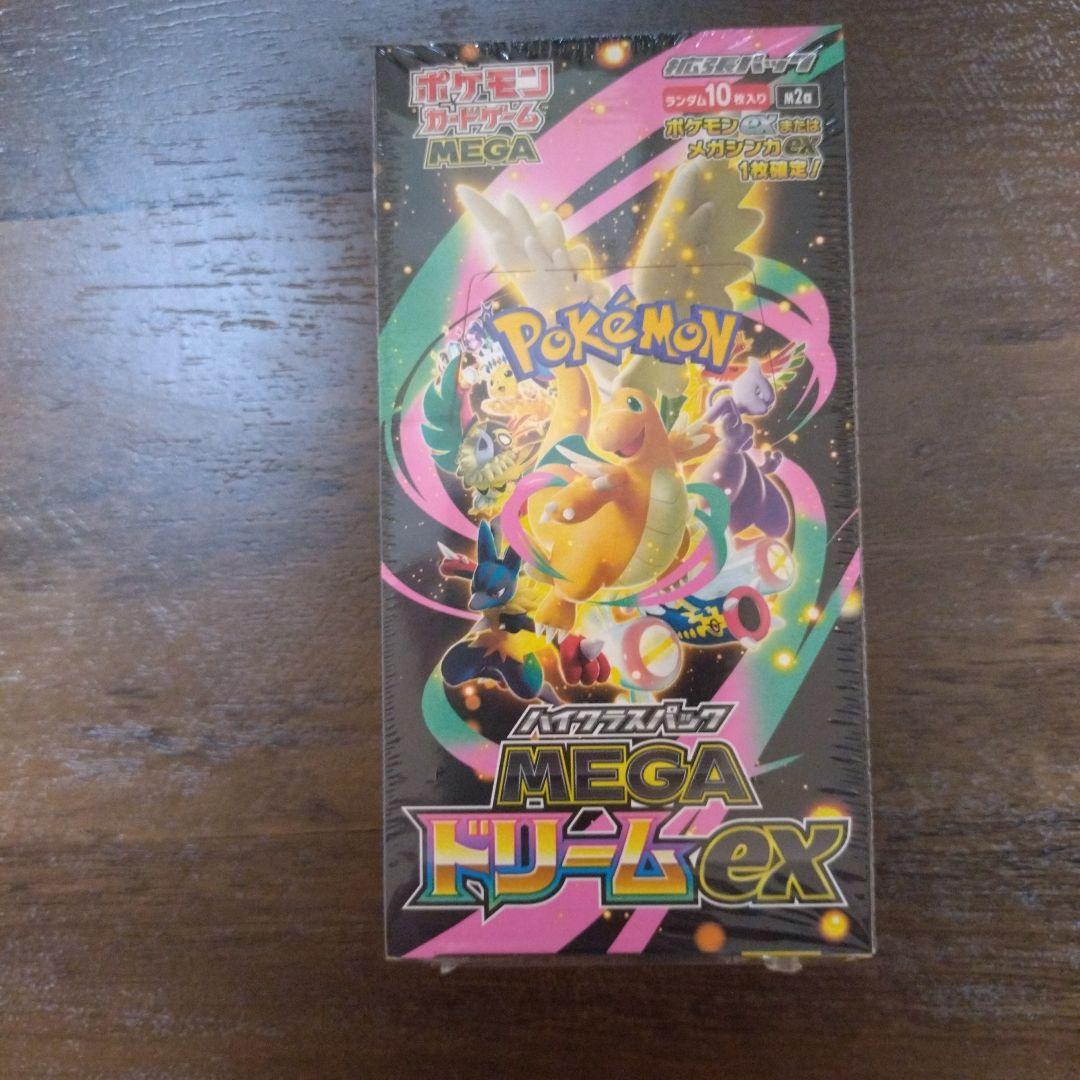 ポケモン
カードゲーム
MEGA
拡張パック
ランダム10枚入り M2a
ポケモンexまたは
メガシンカex
1枚確定!
POKéMON
ハイクラスパック
MEGA
ドリームex